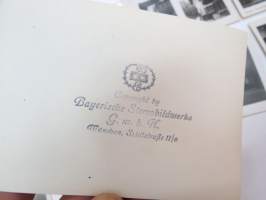 Copyright by
Bayerische Stereobildwerke
G. m. b. H.
München,